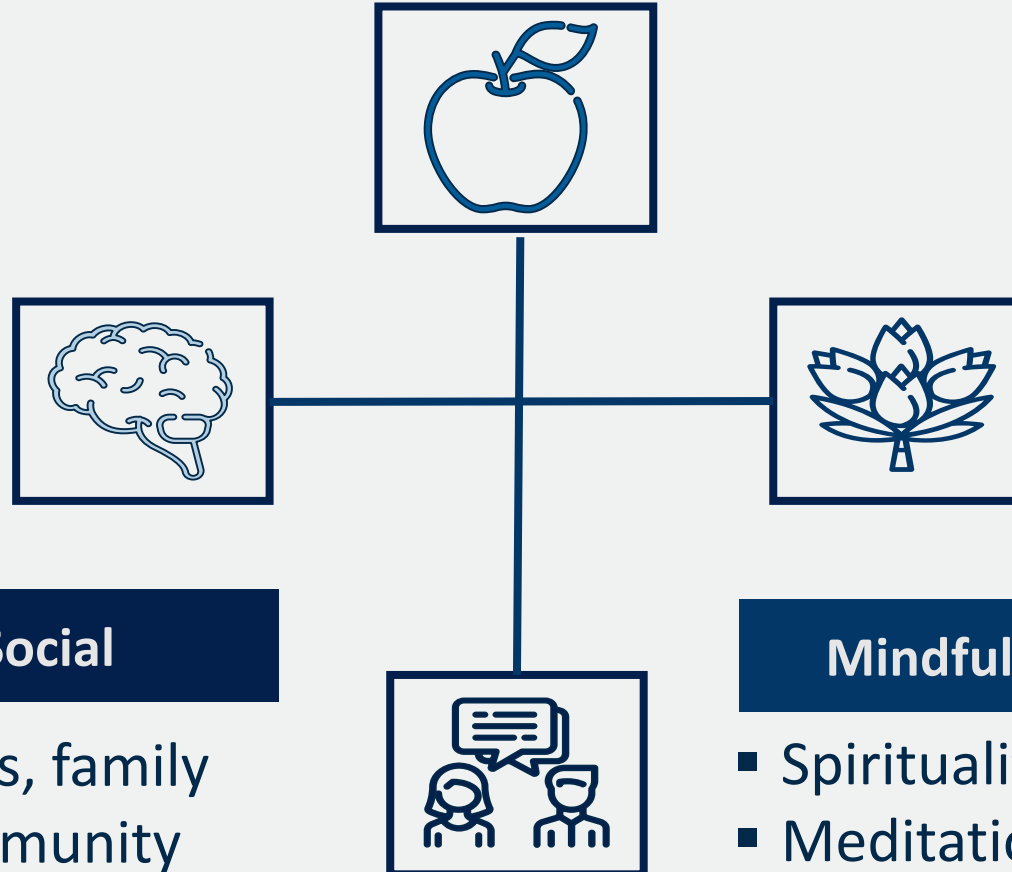 Social
Mindful
s, family
munity
Spirituali
Meditatio